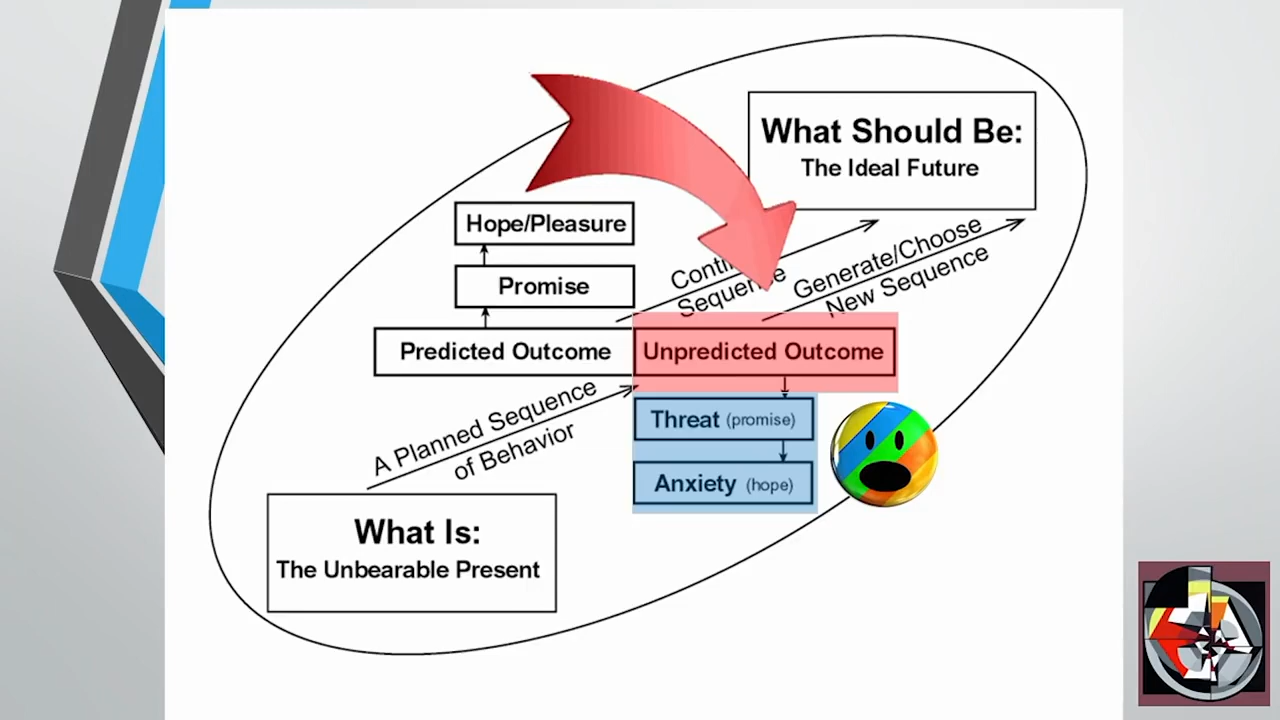 What Should Be:
The Ideal Future
Hope/Pleasure
Promise
Sequence
Generate/Choose
New Sequence
Predicted Outcome
Unpredicted Outcome
A Planned Sequence
of Behavior
Threat (promise)
Anxiety (hope)
What Is:
The Unbearable Present